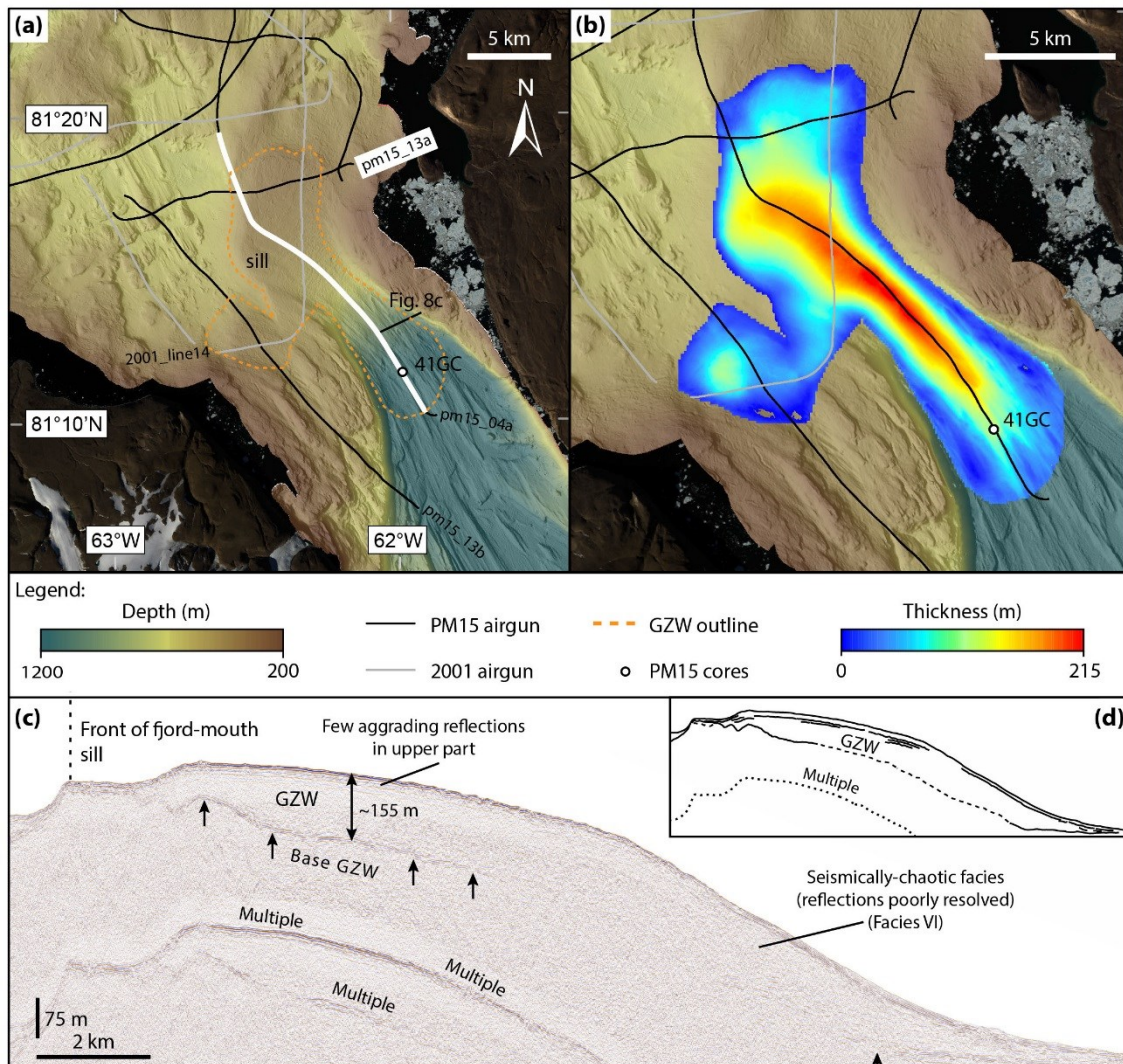 (a)
5 km
N
81°20'N
pm15_13a
sill
Fig. 8c
2001_line14
41GC
81°10'N
pm15_04a
pm15_13b
63°W
62°W
(b)
5 km
41GC
Legend:
Depth (m)
1200
200
PM15 airgun
2001 airgun
GZW outline
PM15 cores
Thickness (m)
0
215
(c)
Front of fjord-mouth
sill
Few aggrading reflections
in upper part
GZW
~155 m
Base GZW
Multiple
Multiple
Multiple
Seismically-chaotic facies
(reflections poorly resolved)
(Facies VI)
75 m
2 km
(d)
GZW
Multiple